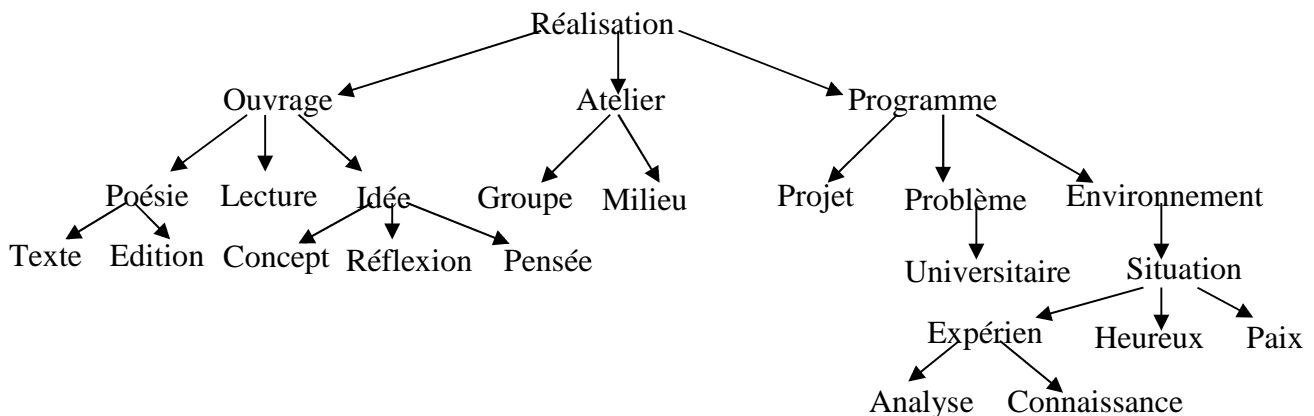 Réalisation
Ouvrage Atelier Programme
Poésie Lecture Idée Groupe Milieu Projet Problème Environnement
Texte Edition Concept Réflexion Pensée Universitaire Situation
Expérien Heureux Paix
Analyse Connaissance